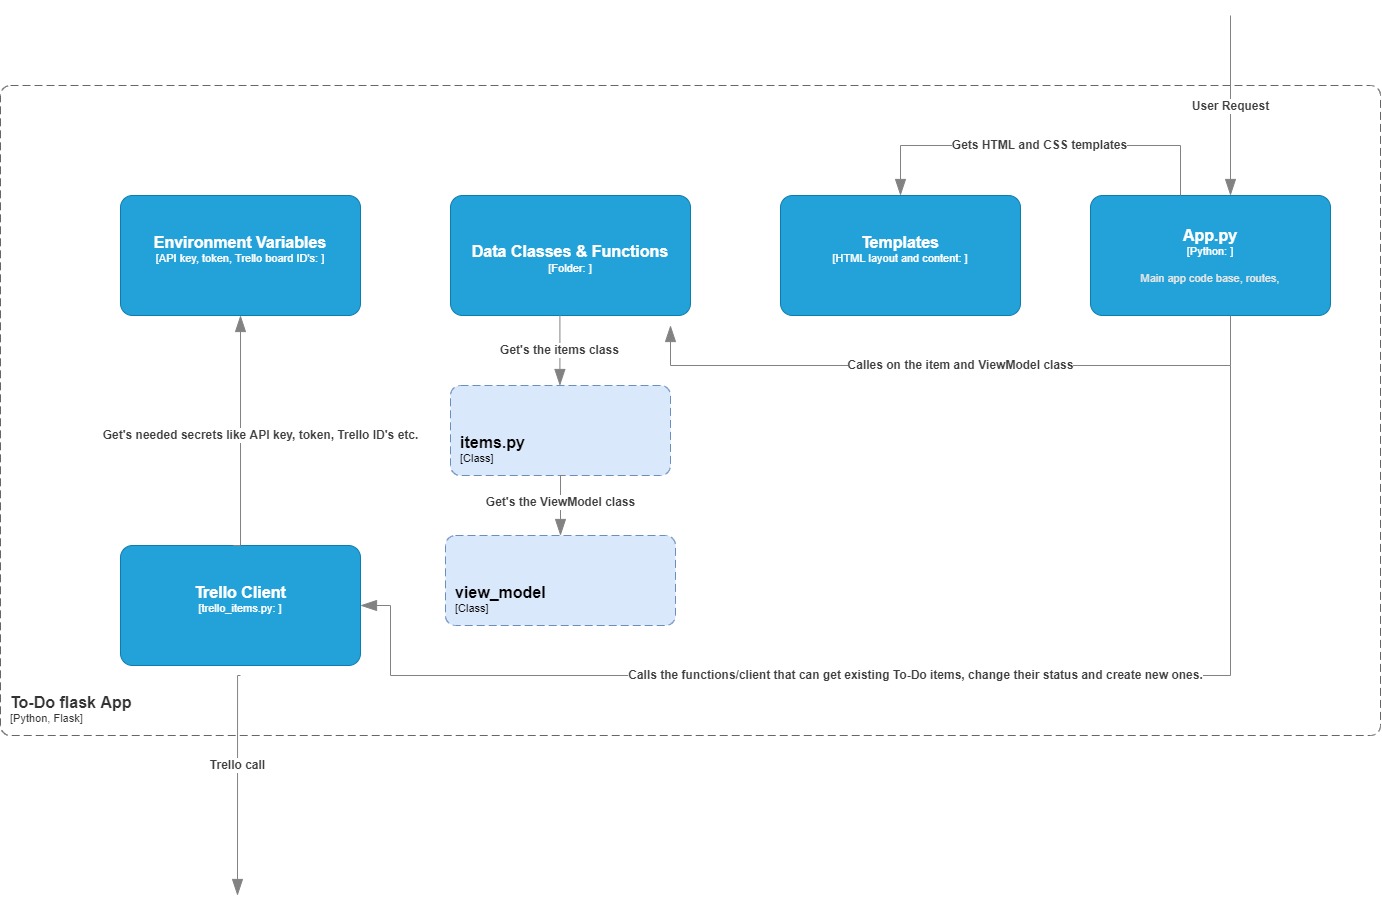 User Request
Gets HTML and CSS templates
Environment Variables
[API key, token, Trello board ID's: ]
Data Classes & Functions
[Folder: ]
Templates
[HTML layout and content: ]
App.py
[Python: ]
Main app code base, routes,
Get's the items class
Calles on the item and ViewModel class
items.py
[Class]
Get's needed secrets like API key, token, Trello ID's etc.
Get's the ViewModel class
view_model
[Class]
Trello Client
[trello_items.py: ]
Calls the functions/client that can get existing To-Do items, change their status and create new ones.
To-Do flask App
[Python, Flask]
Trello call